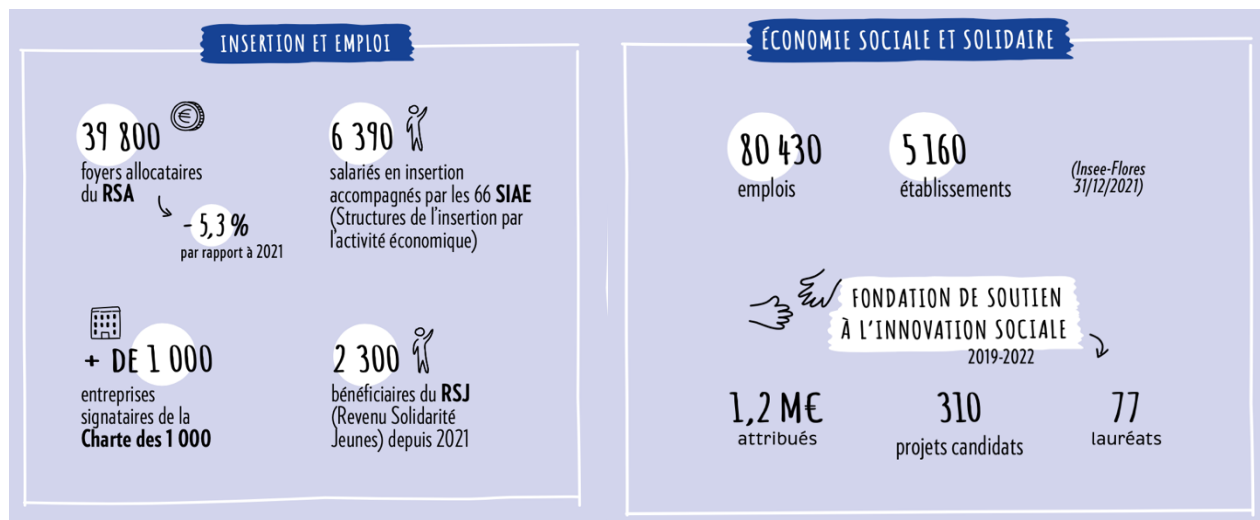 INSERTION ET EMPLOI
39 800
foyers allocataires
du RSA
- 5,3 %
par rapport à 2021
6 390
salariés en insertion
accompagnés par les 66 SIAE
(Structures de l'insertion par
l'activité économique)
+ DE 1 000
entreprises
signataires de la
Charte des 1 000
2 300
bénéficiaires du RSJ
(Revenu Solidarité
Jeunes) depuis 2021
ÉCONOMIE SOCIALE ET SOLIDAIRE
80 430
emplois
5 160
établissements
(Insee-Flores
31/12/2021)
FONDATION DE SOUTIEN
À L'INNOVATION SOCIALE
2019-2022
1,2 M€
attribués
310
projets candidats
77
lauréats